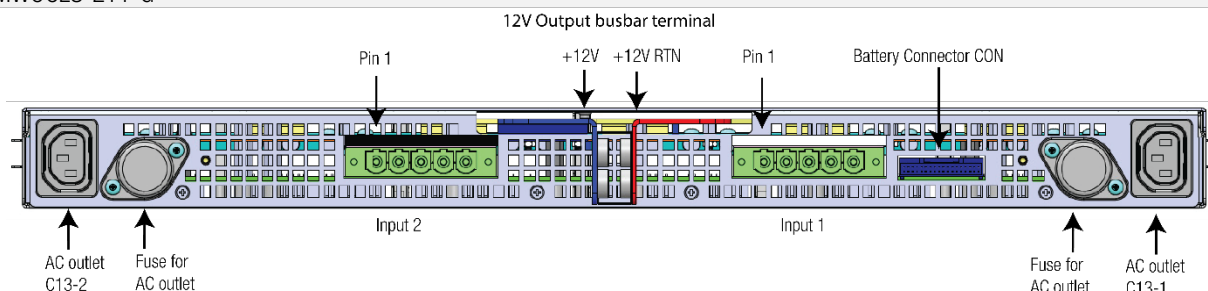 12V Output busbar terminal
Pin 1
+12V
+12V RTN
Pin 1
Battery Connector CON
Input 2
Input 1
AC outlet
C13-2
Fuse for
AC outlet
Fuse for
AC outlet
AC outlet
C13-1